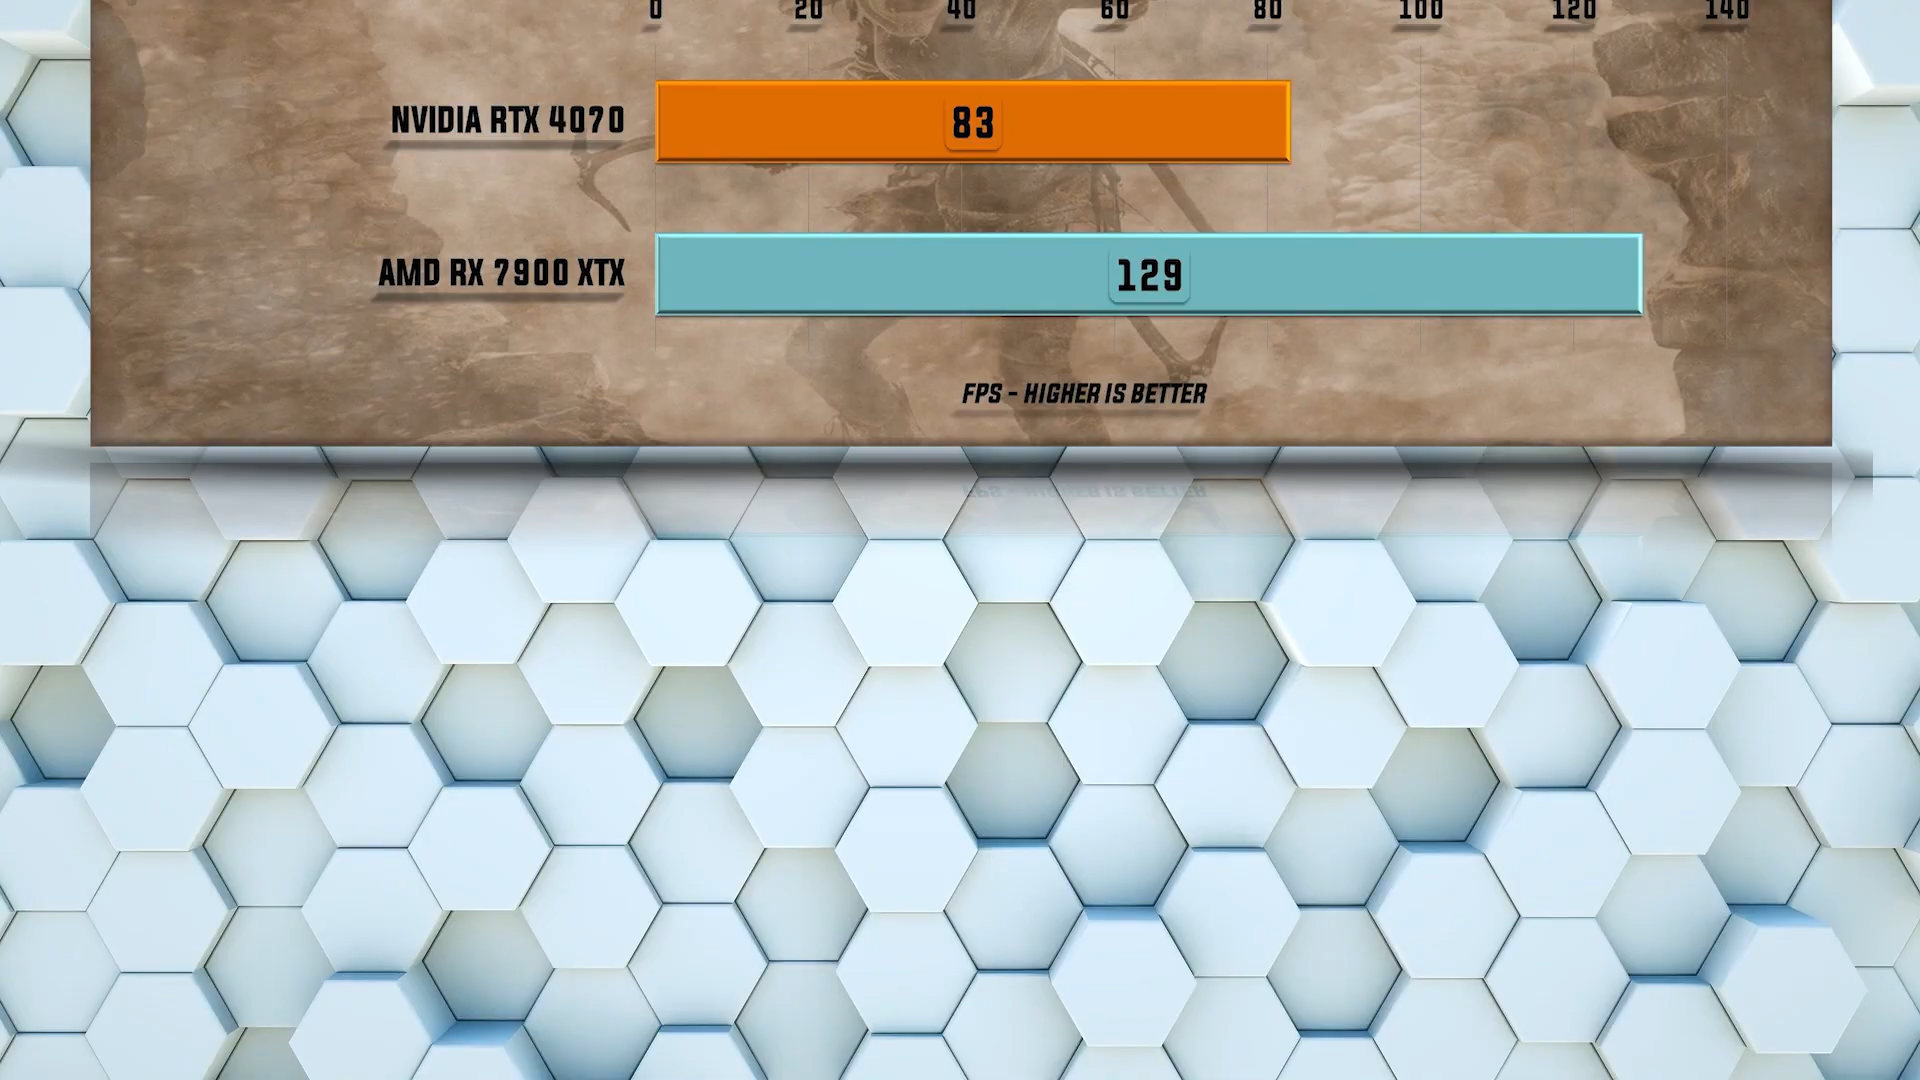 0 20 40 60 80 100 120 140
NVIDIA RTX 4070 83
AMD RX 7900 XTX 129
FPS - HIGHER IS BETTER